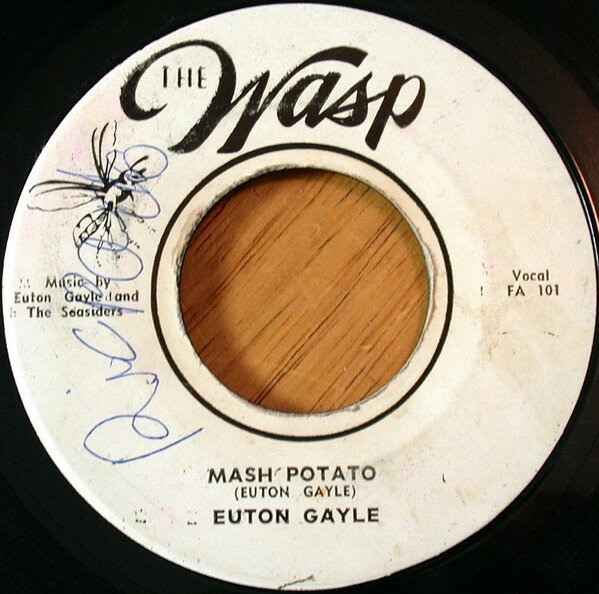 THE Wasp
Music by
Euton Gayle and
The Seasiders
Vocal
FA 101
MASH POTATO
(EUTON GAYLE)
EUTON GAYLE